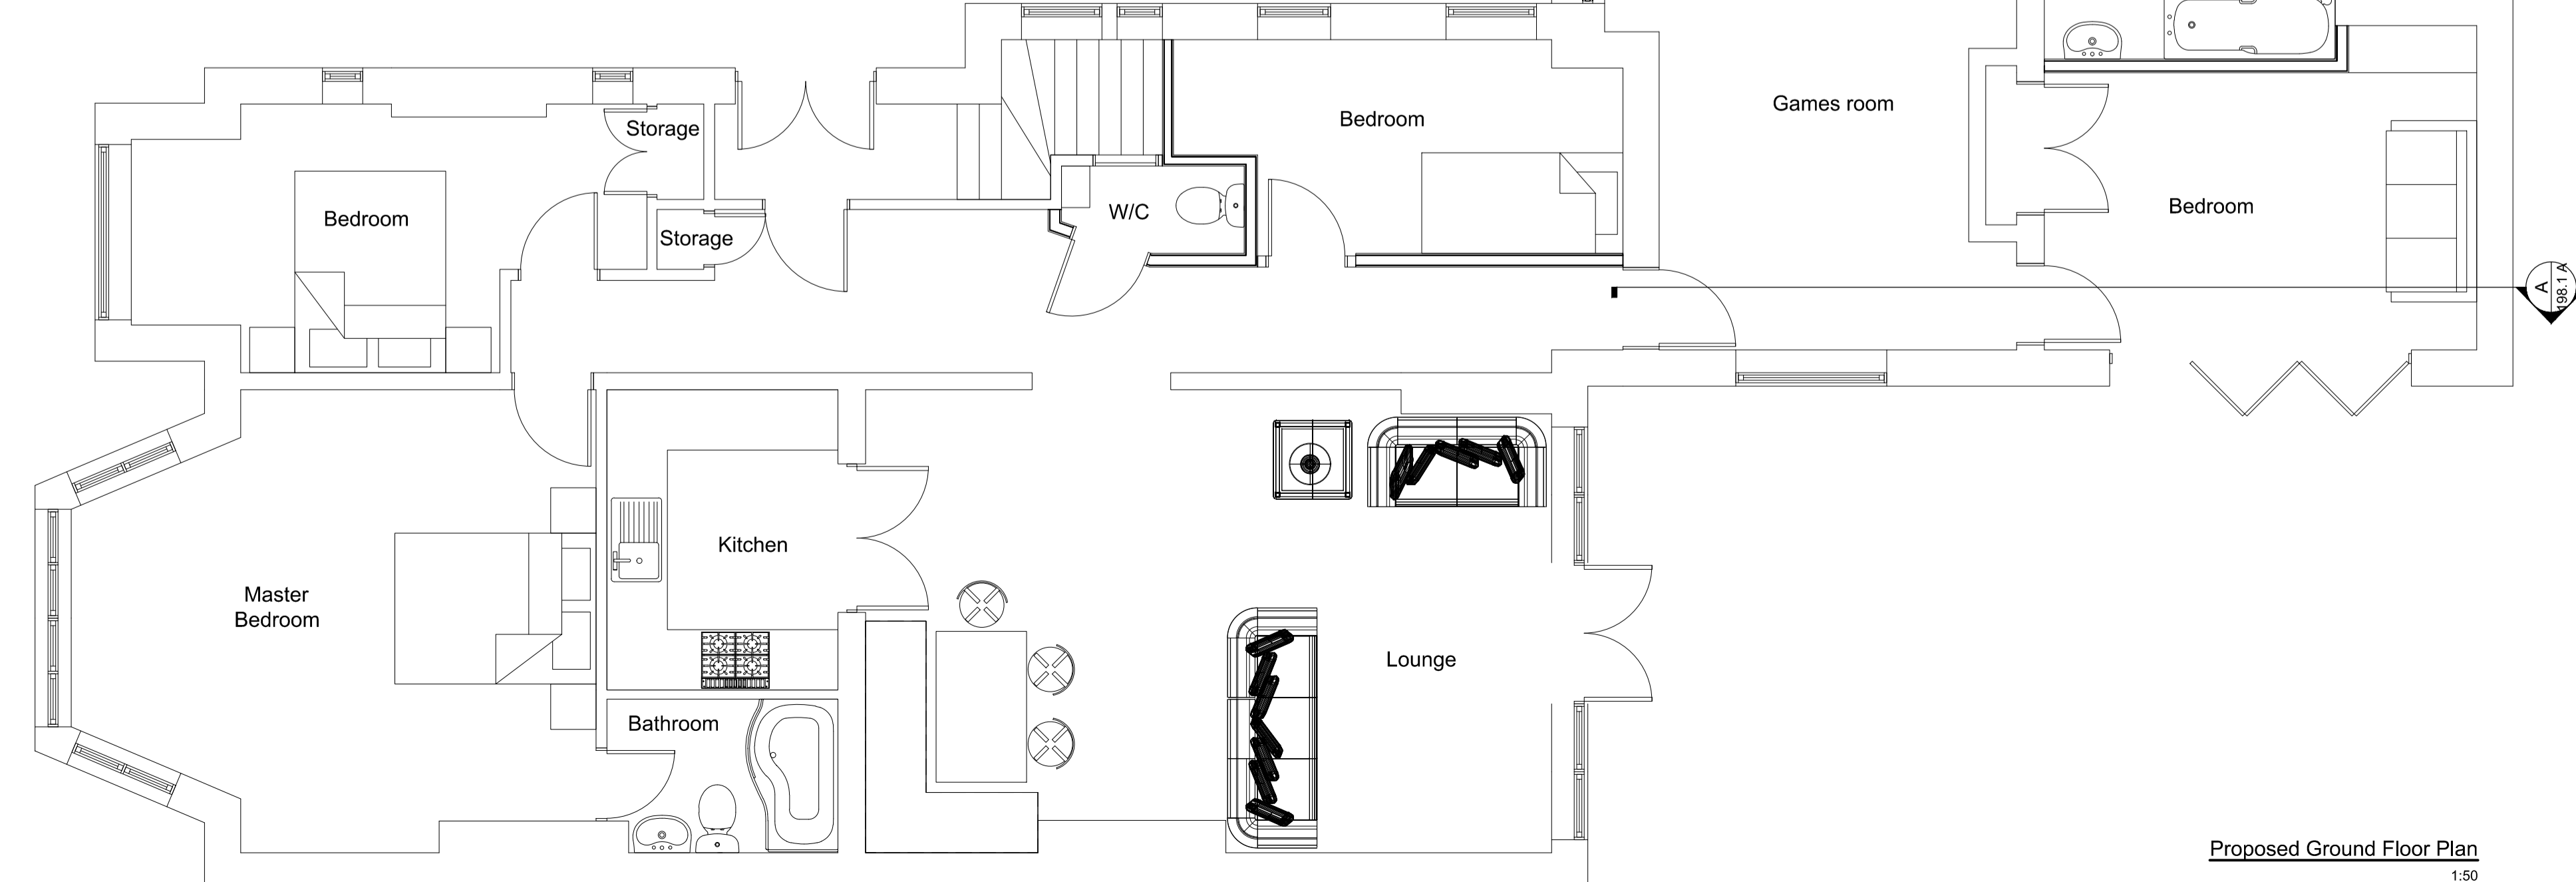 Games room
Bedroom
Storage
Bedroom
W/C
Bedroom
Storage
A
198.1 A
Kitchen
Master
Bedroom
Lounge
Bathroom
Proposed Ground Floor Plan
1:50